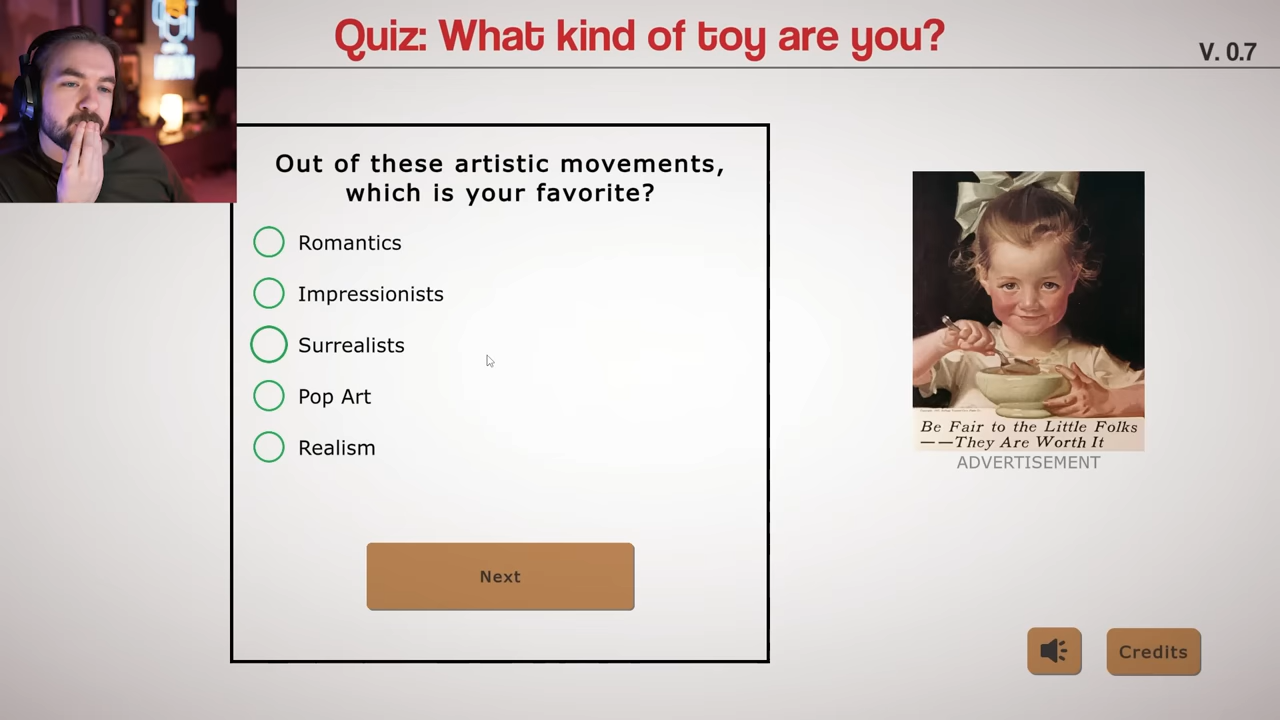 Quiz: What kind of toy are you?
V. 0.7
Out of these artistic movements,
which is your favorite?
Romantics
Impressionists
Surrealists
Pop Art
Realism
Next
Be Fair to the Little Folks
——They Are Worth It
ADVERTISEMENT
Credits